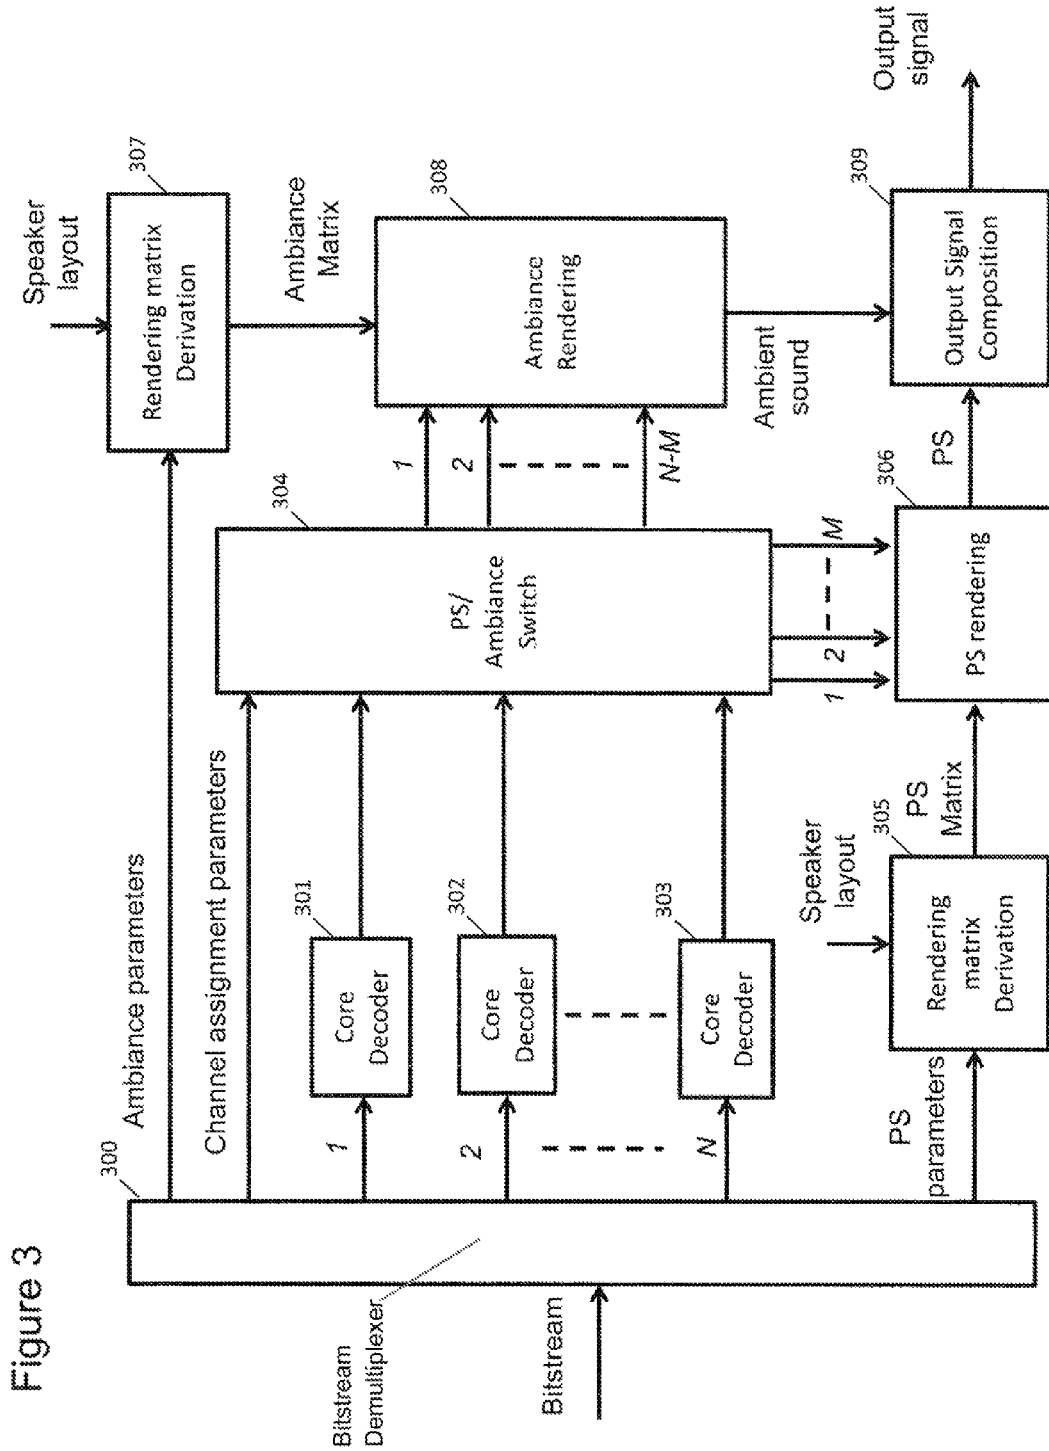 Figure 3
Bitstream
Demultiplexer
Bitstream
300
Ambiance parameters
Channel assignment parameters
1
2
N
PS
parameters
301
Core
Decoder
302
Core
Decoder
303
Core
Decoder
Speaker
layout
305
Rendering
matrix
Derivation
PS
Matrix
304
PS/
Ambiance
Switch
1
2
N-M
1
2
M
306
PS rendering
PS
Speaker
layout
307
Rendering matrix
Derivation
Ambiance
Matrix
308
Ambiance
Rendering
Ambient
sound
309
Output Signal
Composition
Output
signal